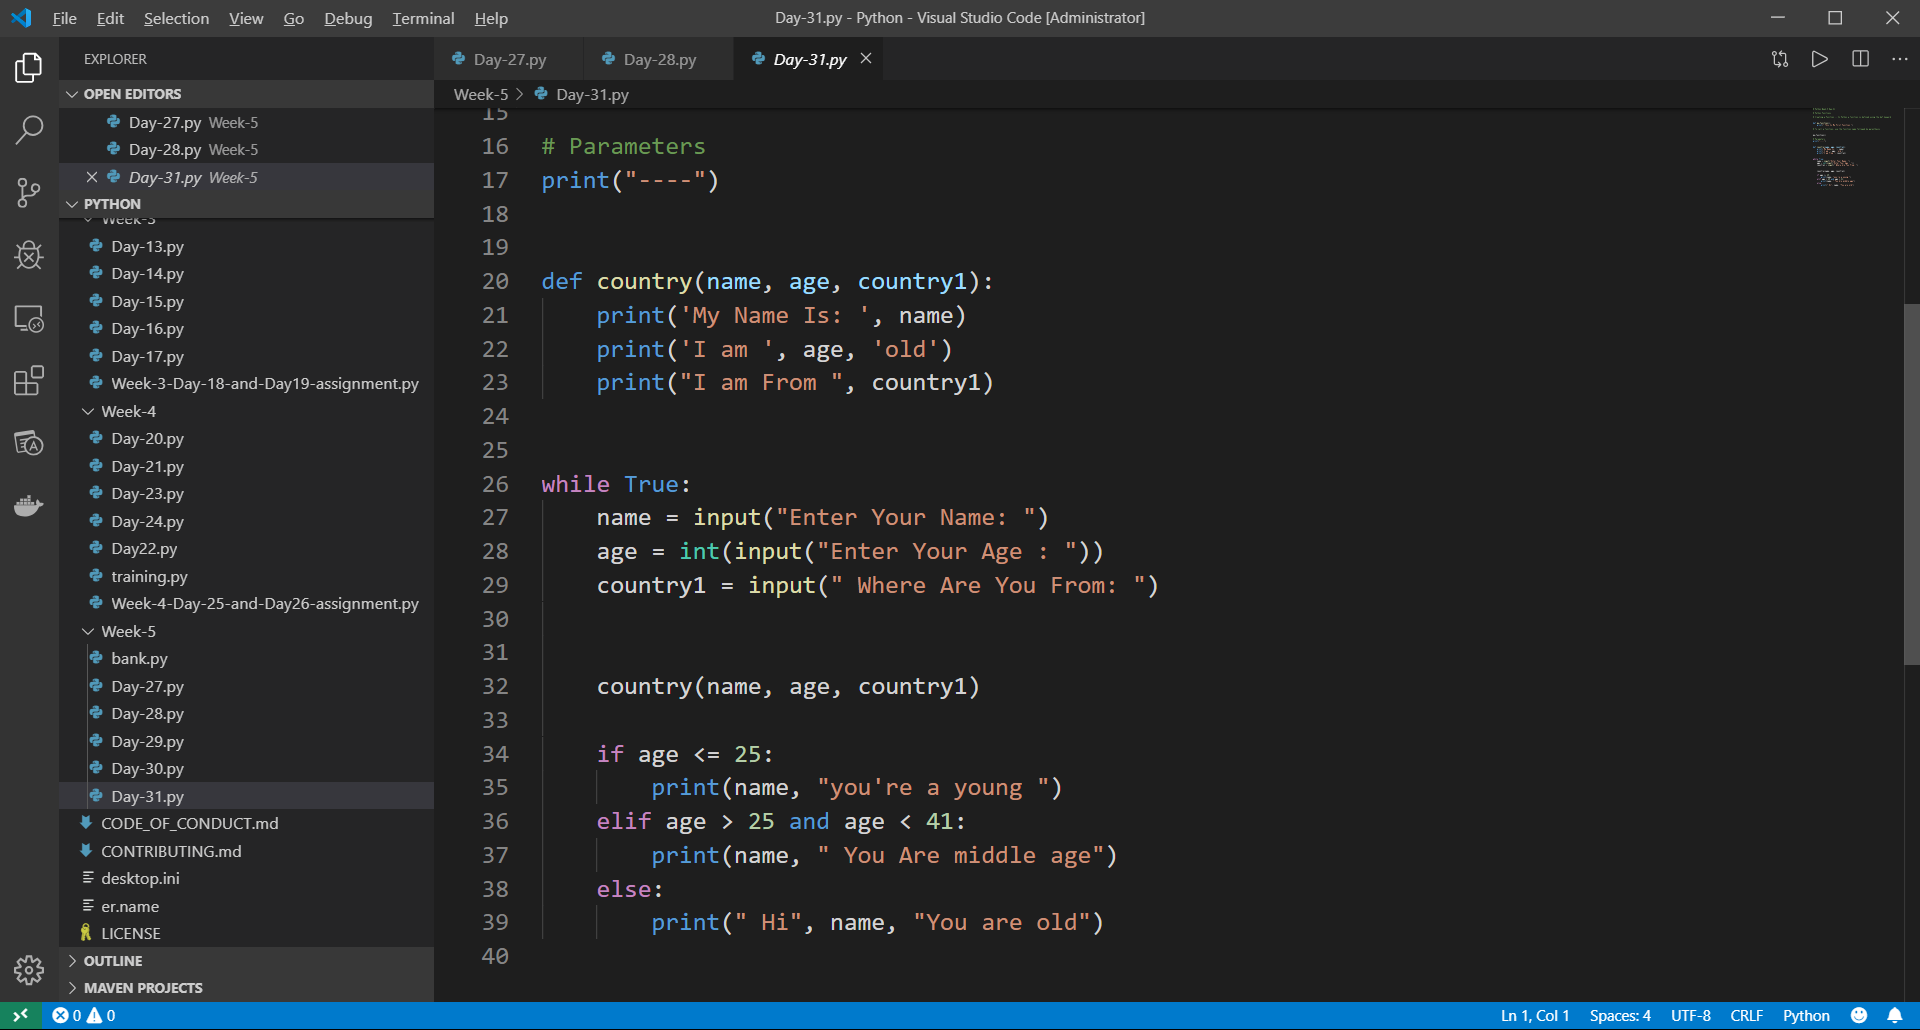 File Edit Selection View Go Debug Terminal Help Day-31.py - Python - Visual Studio Code [Administrator]
EXPLORER
OPEN EDITORS
Day-27.py Week-5
Day-28.py Week-5
Day-31.py Week-5
PYTHON
Week-3
Day-13.py
Day-14.py
Day-15.py
Day-16.py
Day-17.py
Week-3-Day-18-and-Day19-assignment.py
Week-4
Day-20.py
Day-21.py
Day-23.py
Day-24.py
Day22.py
training.py
Week-4-Day-25-and-Day26-assignment.py
Week-5
bank.py
Day-27.py
Day-28.py
Day-29.py
Day-30.py
Day-31.py
CODE_OF_CONDUCT.md
CONTRIBUTING.md
desktop.ini
er.name
LICENSE
OUTLINE
MAVEN PROJECTS
Day-27.py Day-28.py Day-31.py
Week-5 > Day-31.py
15
16 # Parameters
17 print("----")
18
19
20 def country(name, age, country1):
21     print('My Name Is: ', name)
22     print('I am ', age, 'old')
23     print("I am From ", country1)
24
25
26 while True:
27     name = input("Enter Your Name: ")
28     age = int(input("Enter Your Age : "))
29     country1 = input(" Where Are You From: ")
30
31
32     country(name, age, country1)
33
34     if age <= 25:
35         print(name, "you're a young ")
36     elif age > 25 and age < 41:
37         print(name, " You Are middle age")
38     else:
39         print(" Hi", name, "You are old")
40
0 0 Ln 1, Col 1 Spaces: 4 UTF-8 CRLF Python